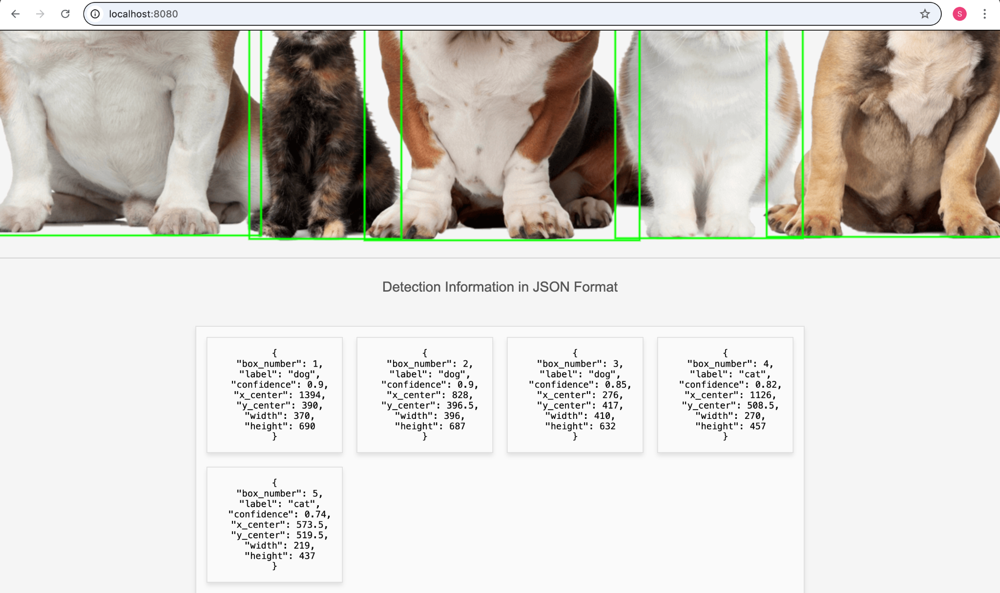 localhost:8080
S
Detection Information in JSON Format
{
"box_number": 1,
"label": "dog",
"confidence": 0.9,
"x_center": 1394,
"y_center": 390,
"width": 370,
"height": 690
}
{
"box_number": 2,
"label": "dog",
"confidence": 0.9,
"x_center": 828,
"y_center": 396.5,
"width": 396,
"height": 687
}
{
"box_number": 3,
"label": "dog",
"confidence": 0.85,
"x_center": 276,
"y_center": 417,
"width": 410,
"height": 632
}
{
"box_number": 4,
"label": "cat",
"confidence": 0.82,
"x_center": 1126,
"y_center": 508.5,
"width": 270,
"height": 457
}
{
"box_number": 5,
"label": "cat",
"confidence": 0.74,
"x_center": 573.5,
"y_center": 519.5,
"width": 219,
"height": 437
}